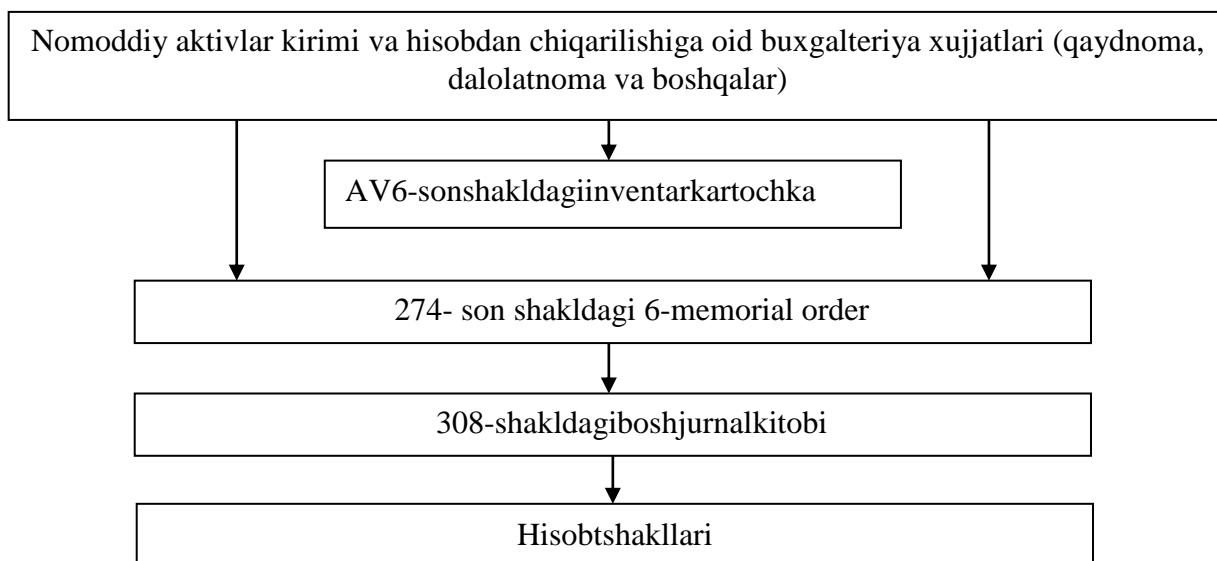 Nomoddiy aktivlar kirimi va hisobdan chiqarilishiga oid buxgalteriya xujjatlari (qaydnoma,
dalolatnoma va boshqalar)
AV6-sonshakldagiinventarkartochka
274- son shakldagi 6-memorial order
308-shakldagiboshjurnalkitobi
Hisobtshakllari